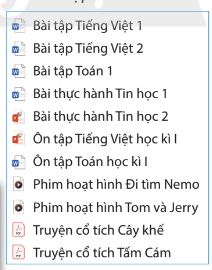 Bài tập Tiếng Việt 1
Bài tập Tiếng Việt 2
Bài tập Toán 1
Bài thực hành Tin học 1
Bài thực hành Tin học 2
Ôn tập Tiếng Việt học kì I
Ôn tập Toán học kì I
Phim hoạt hình Đi tìm Nemo
Phim hoạt hình Tom và Jerry
Truyện cổ tích Cây khế
Truyện cổ tích Tấm Cám